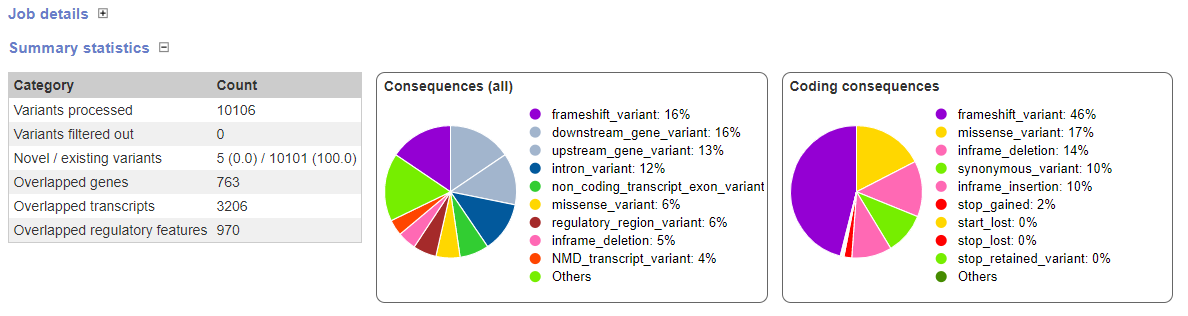 Job details
Summary statistics
Category Count
Variants processed 10106
Variants filtered out 0
Novel / existing variants 5 (0.0) / 10101 (100.0)
Overlapped genes 763
Overlapped transcripts 3206
Overlapped regulatory features 970
Consequences (all)
frameshift_variant: 16%
downstream_gene_variant: 16%
upstream_gene_variant: 13%
intron_variant: 12%
non_coding_transcript_exon_variant
missense_variant: 6%
regulatory_region_variant: 6%
inframe_deletion: 5%
NMD_transcript_variant: 4%
Others
Coding consequences
frameshift_variant: 46%
missense_variant: 17%
inframe_deletion: 14%
synonymous_variant: 10%
inframe_insertion: 10%
stop_gained: 2%
start_lost: 0%
stop_lost: 0%
stop_retained_variant: 0%
Others